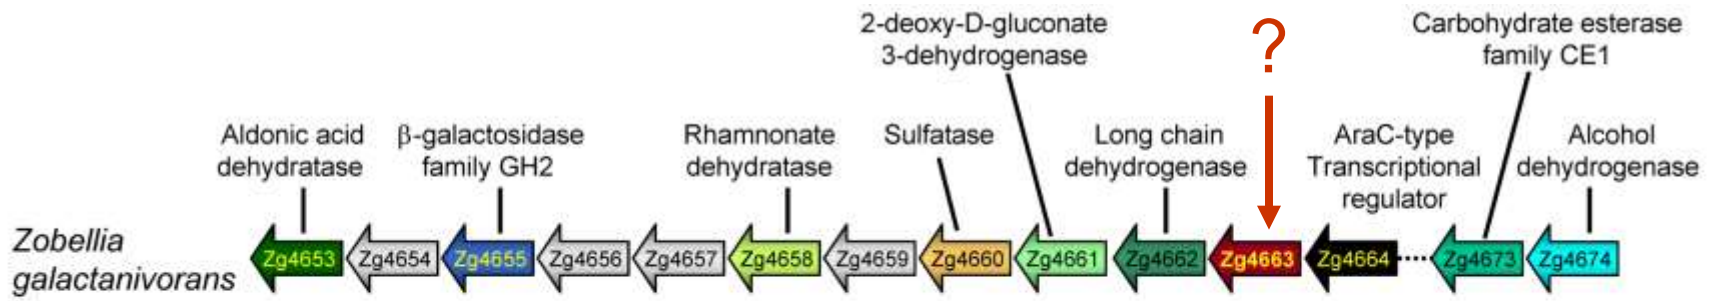 2-deoxy-D-gluconate
3-dehydrogenase
?
Carbohydrate esterase
family CE1
Aldonic acid
dehydratase
β-galactosidase
family GH2
Rhamnonate
dehydratase
Sulfatase
Long chain
dehydrogenase
AraC-type
Transcriptional
regulator
Alcohol
dehydrogenase
Zobellia
galactanivorans
Zg4653 Zg4654 Zg4655 Zg4656 Zg4657 Zg4658 Zg4659 Zg4660 Zg4661 Zg4662 Zg4663 Zg4664 Zg4673 Zg4674